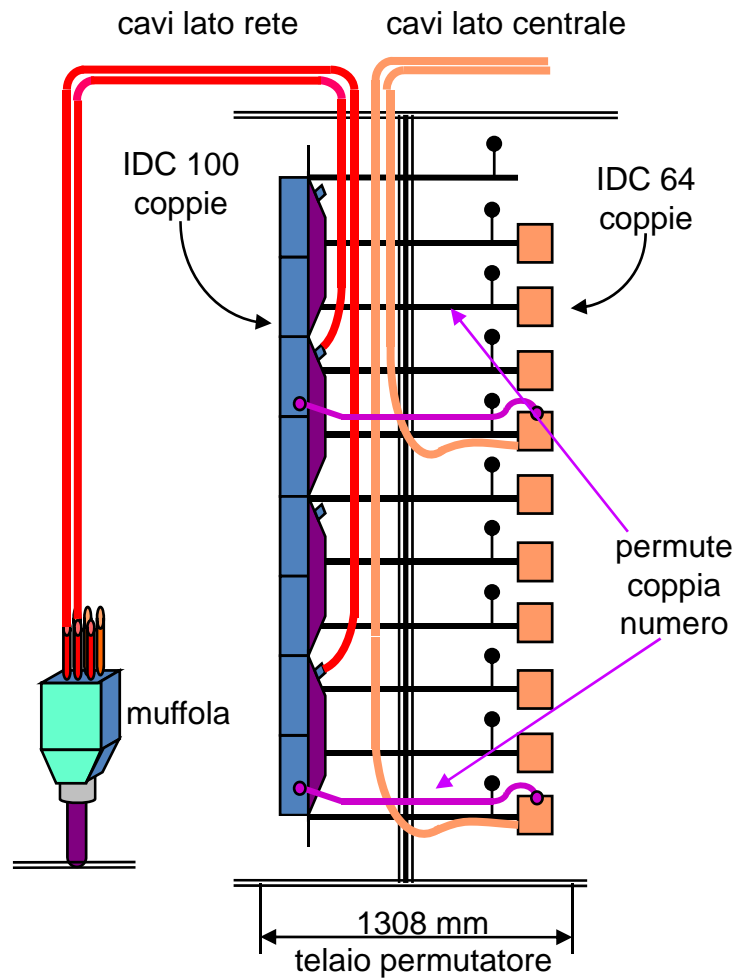 cavi lato rete
cavi lato centrale
IDC 100
coppie
IDC 64
coppie
permute
coppia
numero
muffola
1308 mm
telaio permutatore